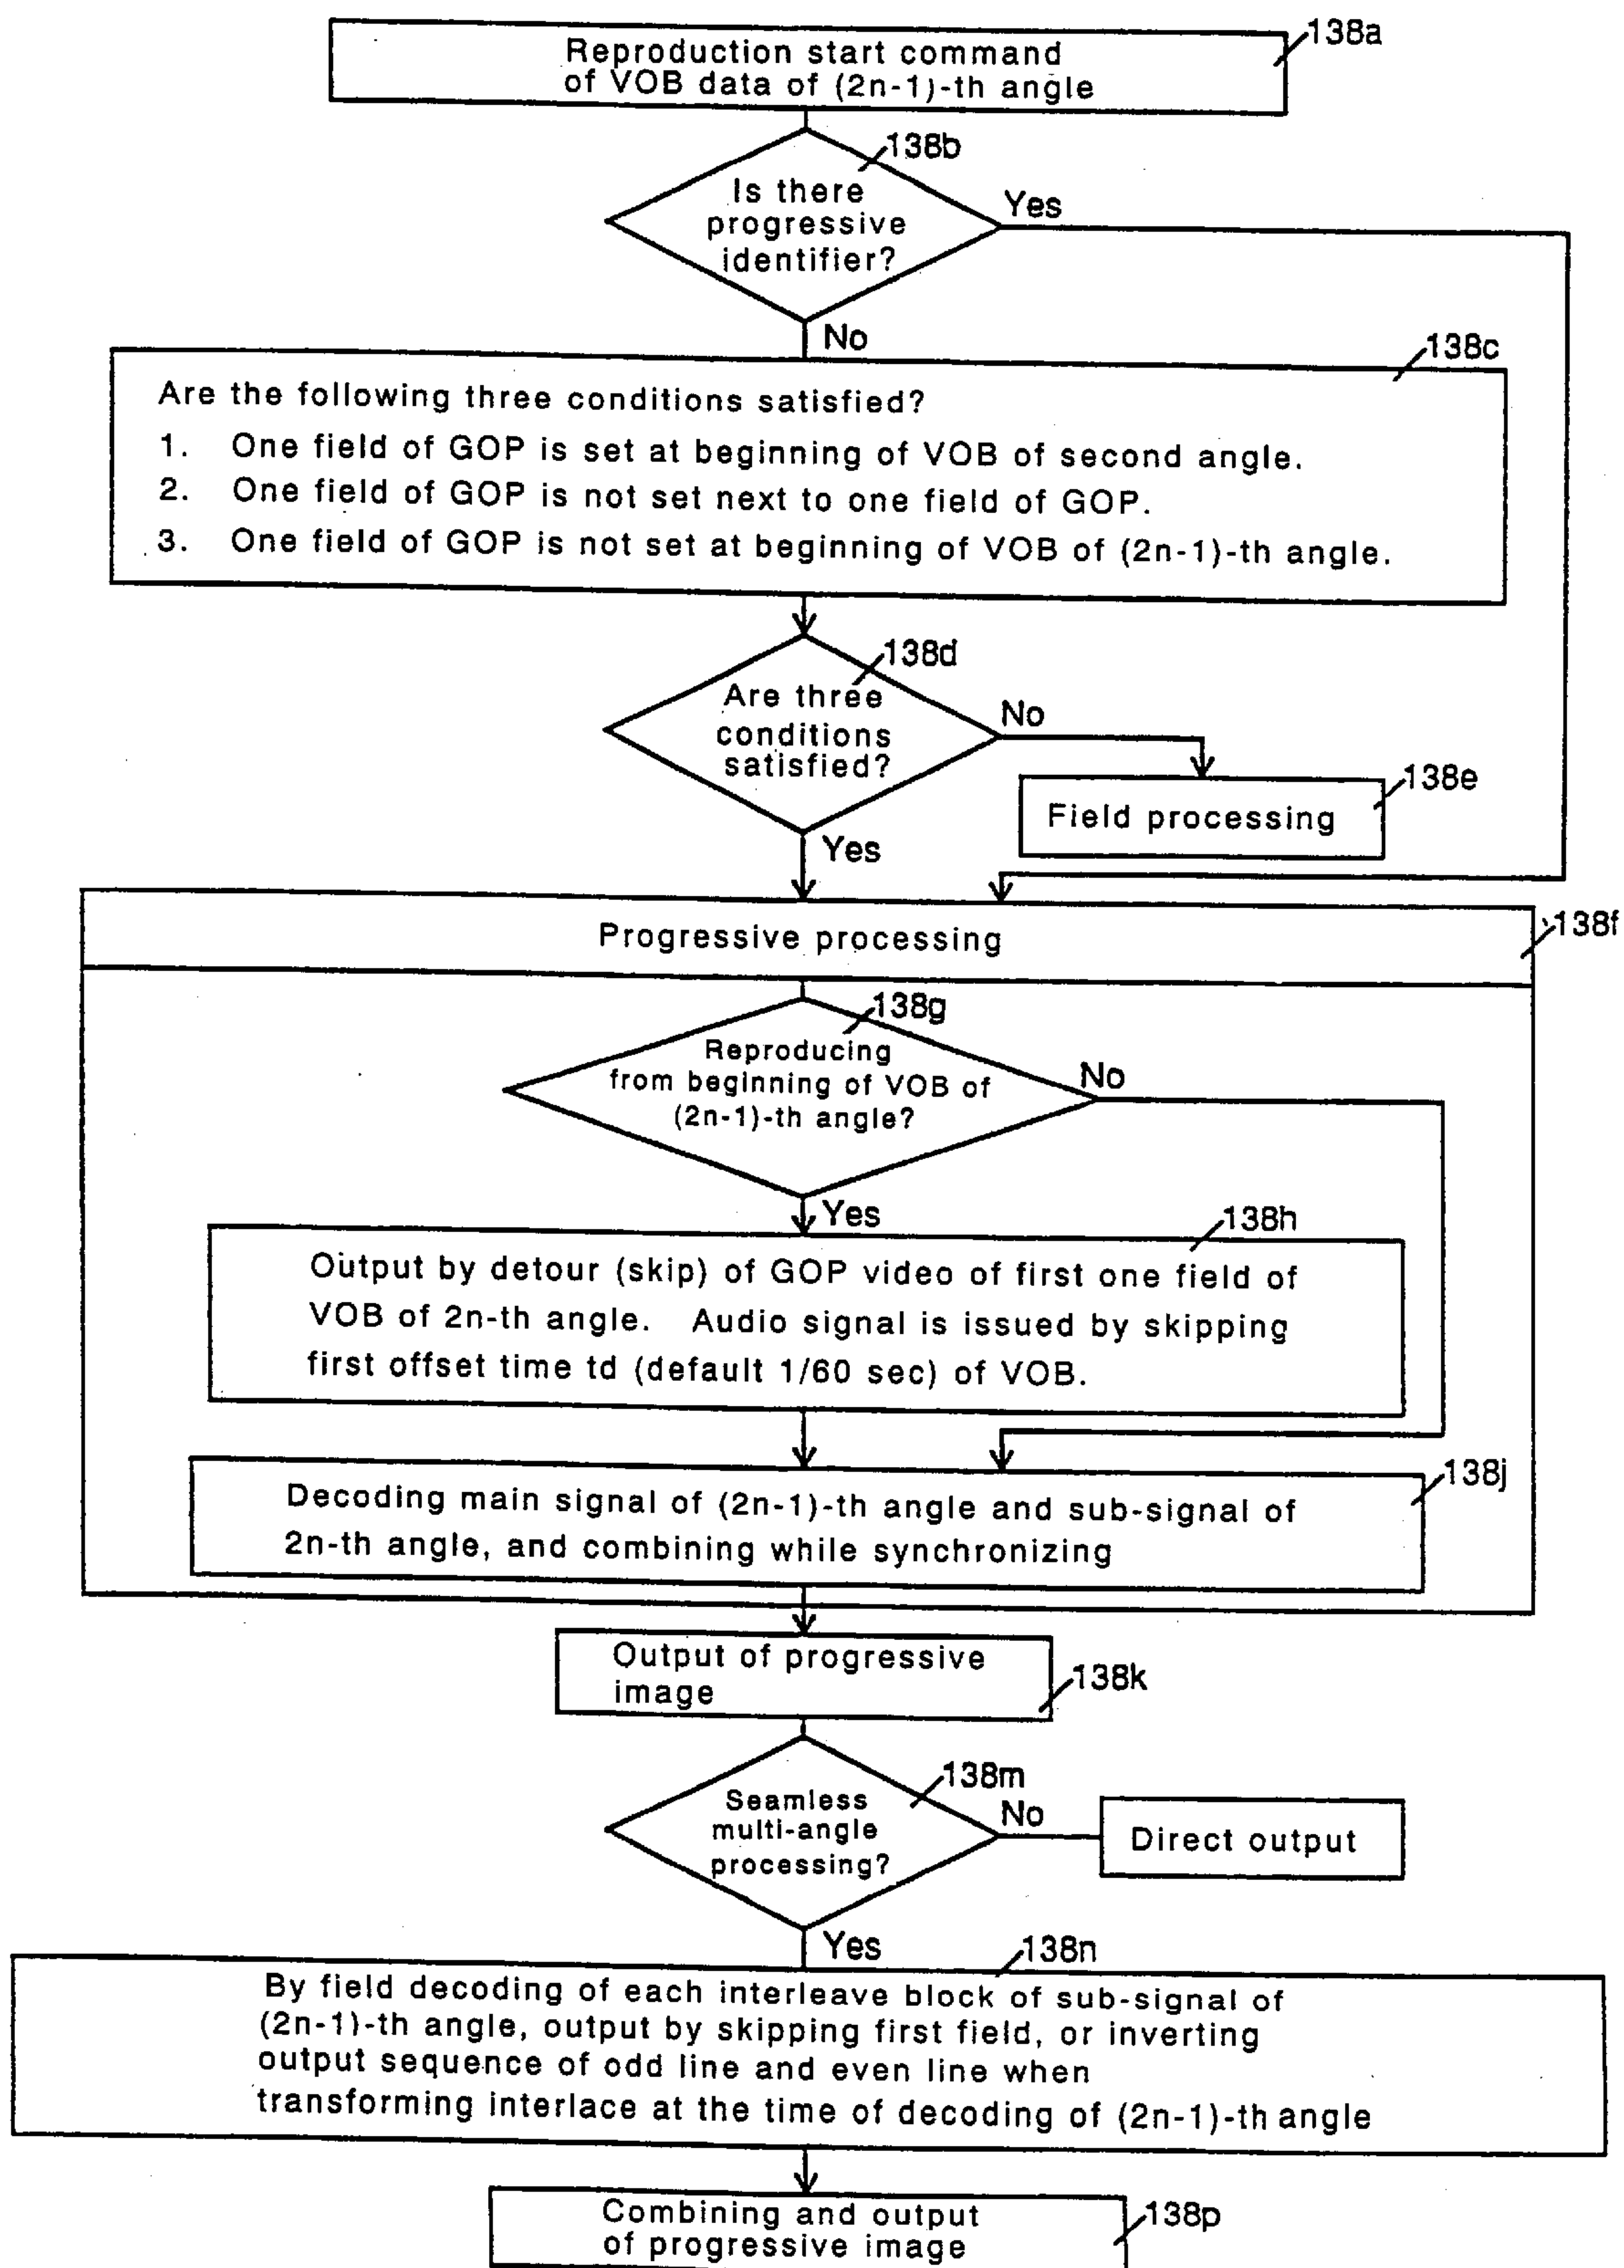 138a
Reproduction start command
of VOB data of (2n-1)-th angle
138b
Is there
progressive
identifier?
Yes
No
138c
Are the following three conditions satisfied?
1. One field of GOP is set at beginning of VOB of second angle.
2. One field of GOP is not set next to one field of GOP.
3. One field of GOP is not set at beginning of VOB of (2n-1)-th angle.
138d
Are three
conditions
satisfied?
No
138e
Field processing
Yes
138f
Progressive processing
138g
Reproducing
from beginning of VOB of
(2n-1)-th angle?
No
Yes
138h
Output by detour (skip) of GOP video of first one field of
VOB of 2n-th angle. Audio signal is issued by skipping
first offset time td (default 1/60 sec) of VOB.
138j
Decoding main signal of (2n-1)-th angle and sub-signal of
2n-th angle, and combining while synchronizing
Output of progressive
image
138k
138m
Seamless
multi-angle
processing?
No
Direct output
Yes
138n
By field decoding of each interleave block of sub-signal of
(2n-1)-th angle, output by skipping first field, or inverting
output sequence of odd line and even line when
transforming interlace at the time of decoding of (2n-1)-th angle
Combining and output
of progressive image
138p